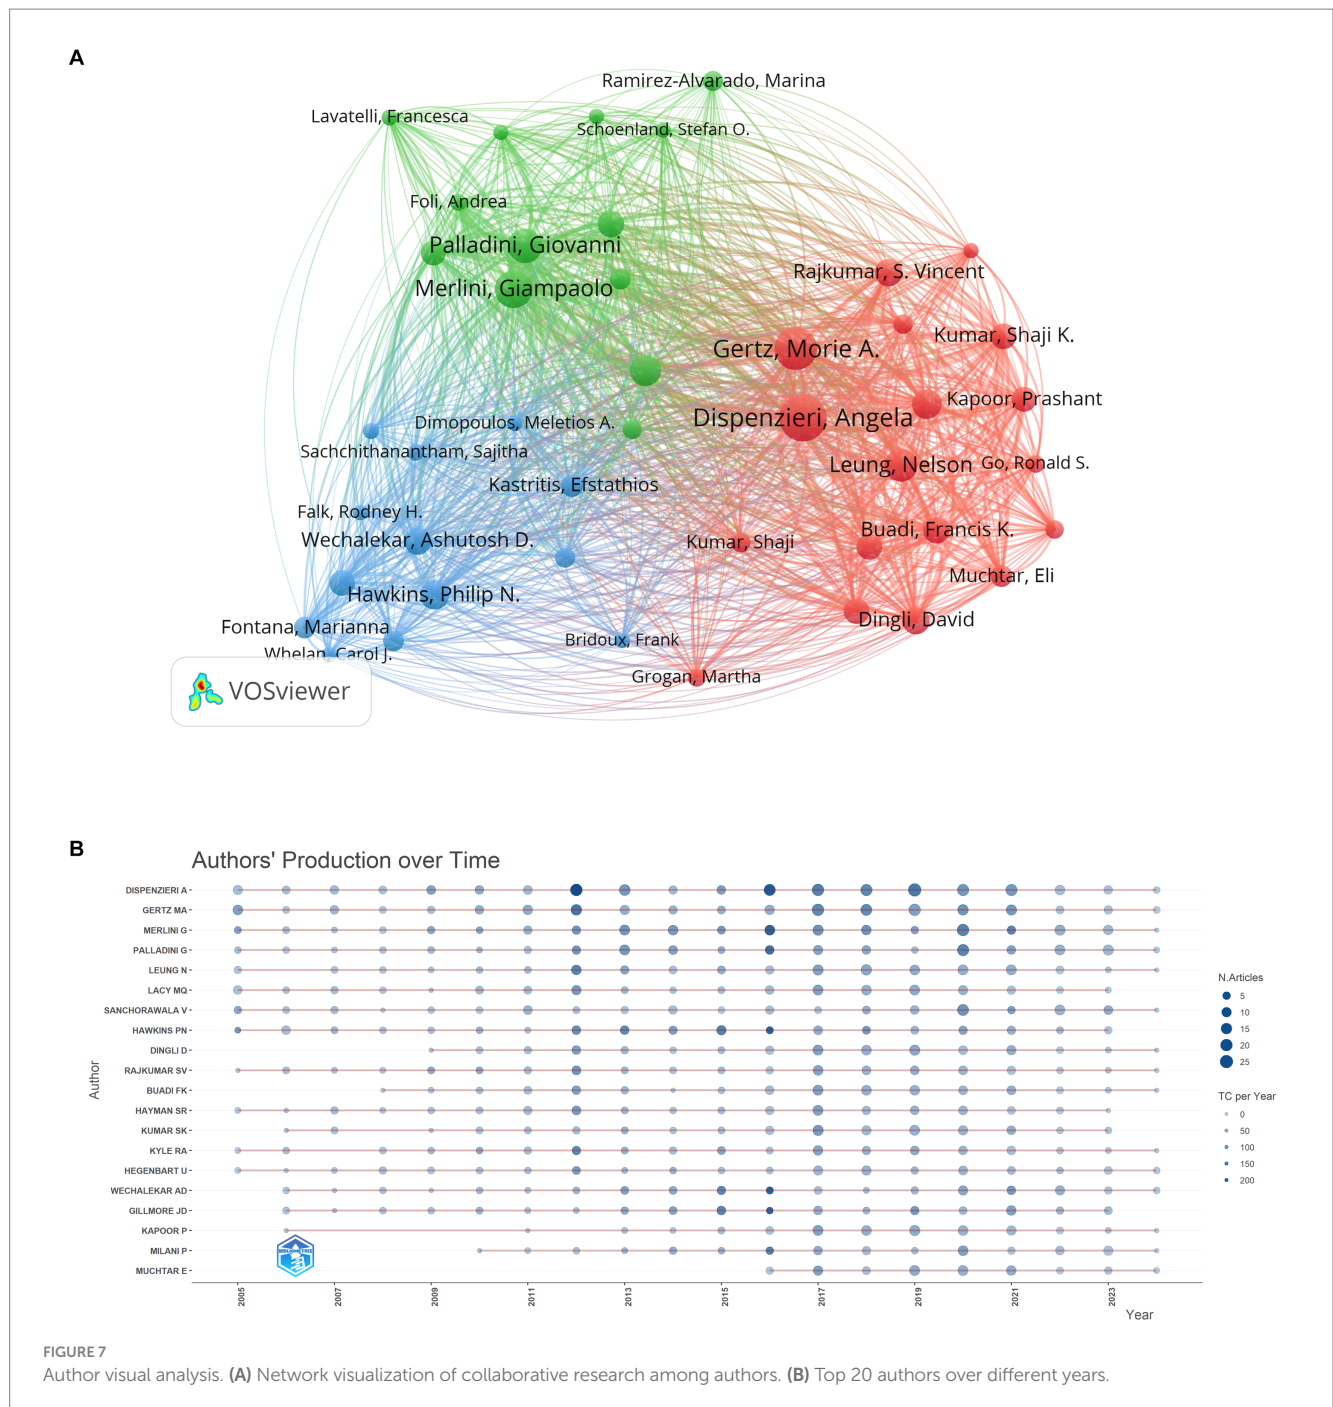 A
Ramirez-Alvarado, Marina
Lavatelli, Francesca
Schoenland, Stefan O.
Foli, Andrea
Palladini, Giovanni
Rajkumar, S. Vincent
Merlini, Giampaolo
Kumar, Shaji K.
Gertz, Morie A.
Kapoor, Prashant
Dispenzieri, Angela
Dimopoulos, Meletios A.
Sachchithanantham, Sajitha
Leung, Nelson
Go, Ronald S.
Kastritis, Efstathios
Falk, Rodney H.
Buadi, Francis K.
Wechalekar, Ashutosh D.
Kumar, Shaji
Muchtar, Eli
Hawkins, Philip N.
Dingli, David
Fontana, Marianna
Bridoux, Frank
Whelan, Carol J.
Grogan, Martha
VOSviewer
B
Authors' Production over Time
DISPENZIERI A
GERTZ MA
MERLINI G
PALLADINI G
LEUNG N
LACY MQ
SANCHORAWALA V
HAWKINS PN
DINGLI D
RAJKUMAR SV
BUADI FK
HAYMAN SR
KUMAR SK
KYLE RA
HEGENBART U
WECHALEKAR AD
GILLMORE JD
KAPOOR P
MILANI P
MUCHTAR E
Author
BIBLIOMETRIX
2005
2007
2009
2011
2013
2015
2017
2019
2021
2023
Year
N.Articles
5
10
15
20
25
TC per Year
0
50
100
150
200
FIGURE 7
Author visual analysis. (A) Network visualization of collaborative research among authors. (B) Top 20 authors over different years.